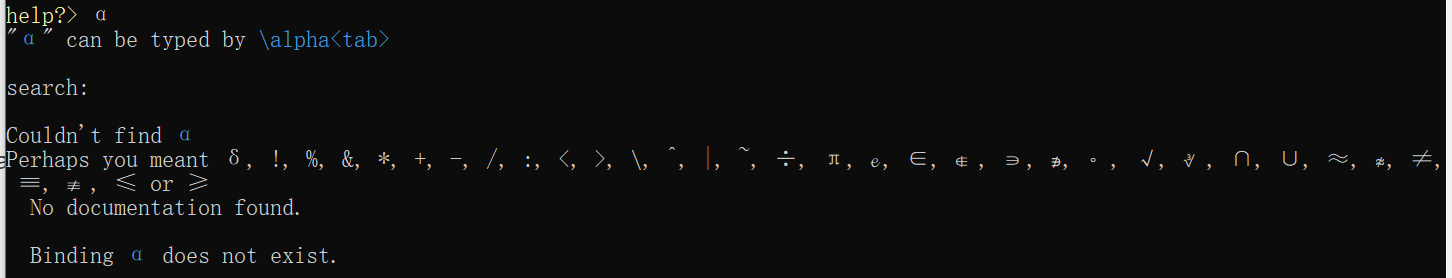 help?> α
"α" can be typed by \alpha<tab>
search:
Couldn't find α
Perhaps you meant δ, !, %, &, *, +, -, /, :, <, >, \, ^, |, ~, ÷, π, ℯ, ∈, ∉, ∋, ∌, ∘, √, ∛, ∩, ∪, ≈, ≉, ≠,
≡, ≢, ≤ or ≥
No documentation found.
Binding α does not exist.